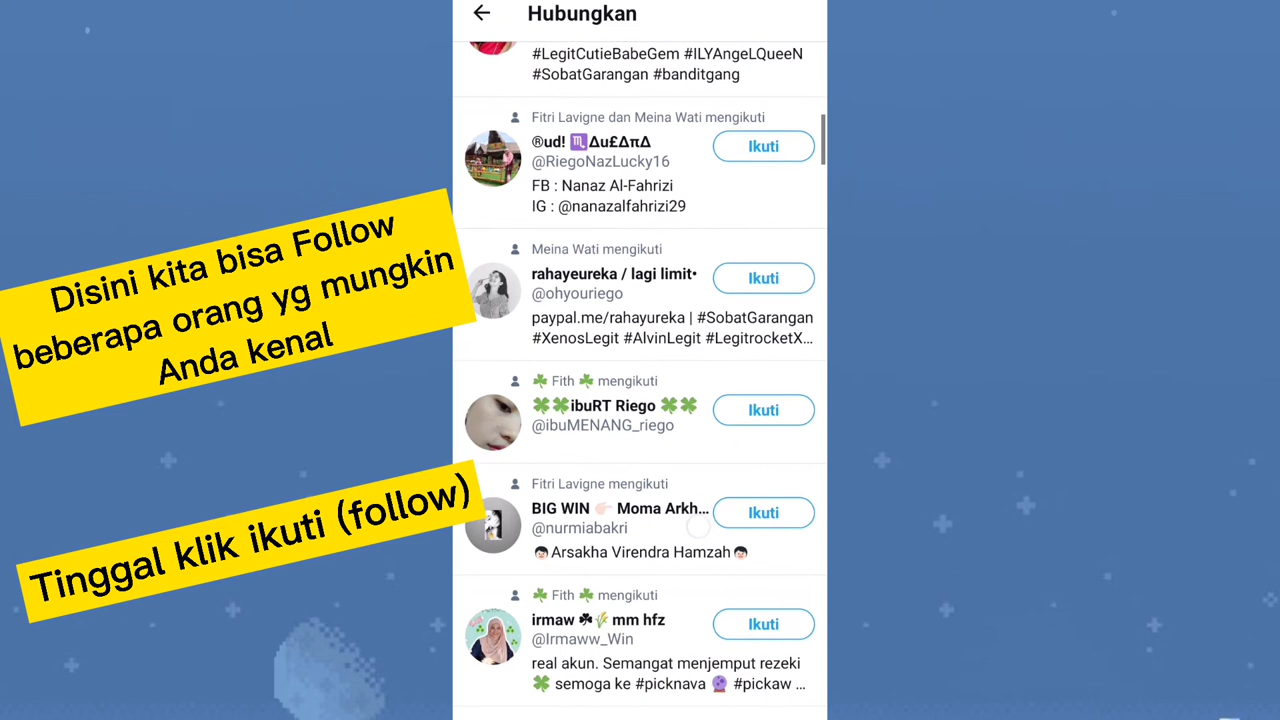 Hubungkan
#LegitCutieBabeGem #ILYAngeLQueeN
#SobatGarangan #banditgang
Fitri Lavigne dan Meina Wati mengikuti
®ud! ♏Δu£ΔπΔ
@RiegoNazLucky16
Ikuti
FB : Nanaz Al-Fahrizi
IG : @nanazalfahrizi29
Meina Wati mengikuti
rahayeureka / lagi limit•
@ohyouriego
Ikuti
paypal.me/rahayureka | #SobatGarangan
#XenosLegit #AlvinLegit #LegitrocketX...
☘️ Fith ☘️ mengikuti
🍀🍀ibuRT Riego 🍀🍀
@ibuMENANG_riego
Ikuti
Fitri Lavigne mengikuti
BIG WIN 👉🏻 Moma Arkh...
@nurmiabakri
Ikuti
👦🏻Arsakha Virendra Hamzah👦🏻
☘️ Fith ☘️ mengikuti
irmaw ☘🌾 mm hfz
@Irmaww_Win
Ikuti
real akun. Semangat menjemput rezeki
🍀 semoga ke #picknava 🔮 #pickaw ...
Disini kita bisa Follow
beberapa orang yg mungkin
Anda kenal
Tinggal klik ikuti (follow)